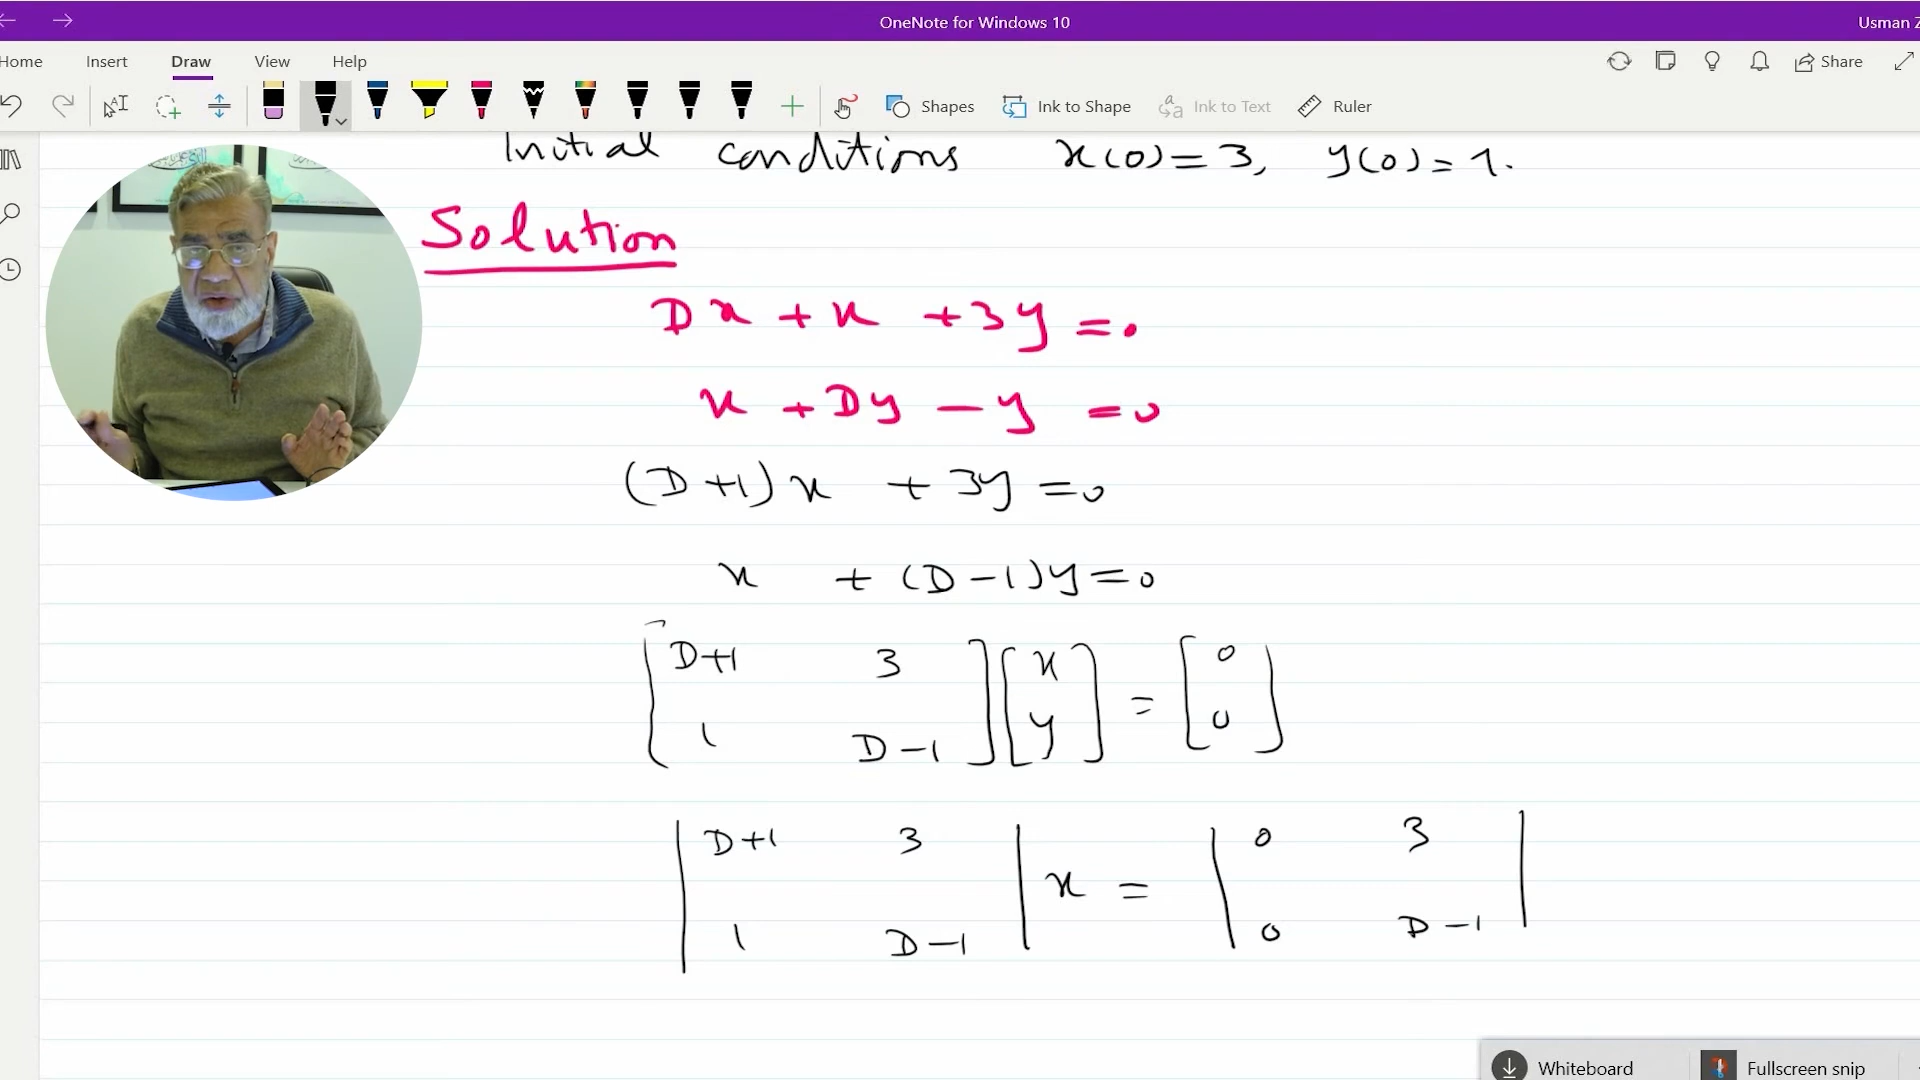 OneNote for Windows 10
Usman Z
Home Insert Draw View Help
Share
Shapes Ink to Shape Ink to Text Ruler
Initial conditions x(0)=3, y(0)=1.
Solution
Dx + x + 3y = 0
x + Dy - y = 0
(D+1)x + 3y = 0
x + (D-1)y = 0
[D+1 3] [x] = [0]
[1 D-1] [y] [0]
|D+1 3| x = |0 3|
|1 D-1| |0 D-1|
Whiteboard Fullscreen snip